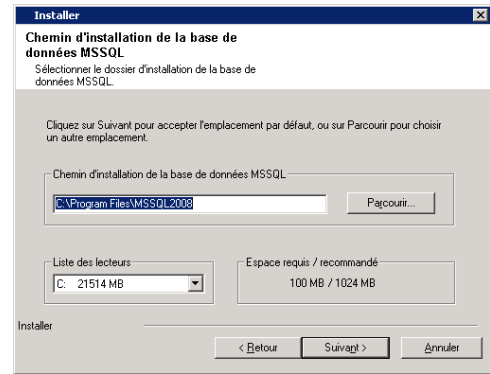 Installer
Chemin d'installation de la base de
données MSSQL
Sélectionner le dossier d'installation de la base de
données MSSQL.
Cliquez sur Suivant pour accepter l'emplacement par défaut, ou sur Parcourir pour choisir
un autre emplacement.
Chemin d'installation de la base de données MSSQL
C:\Program Files\MSSQL2008
Parcourir...
Liste des lecteurs
C: 21514 MB
Espace requis / recommandé
100 MB / 1024 MB
Installer
< Retour
Suivant >
Annuler